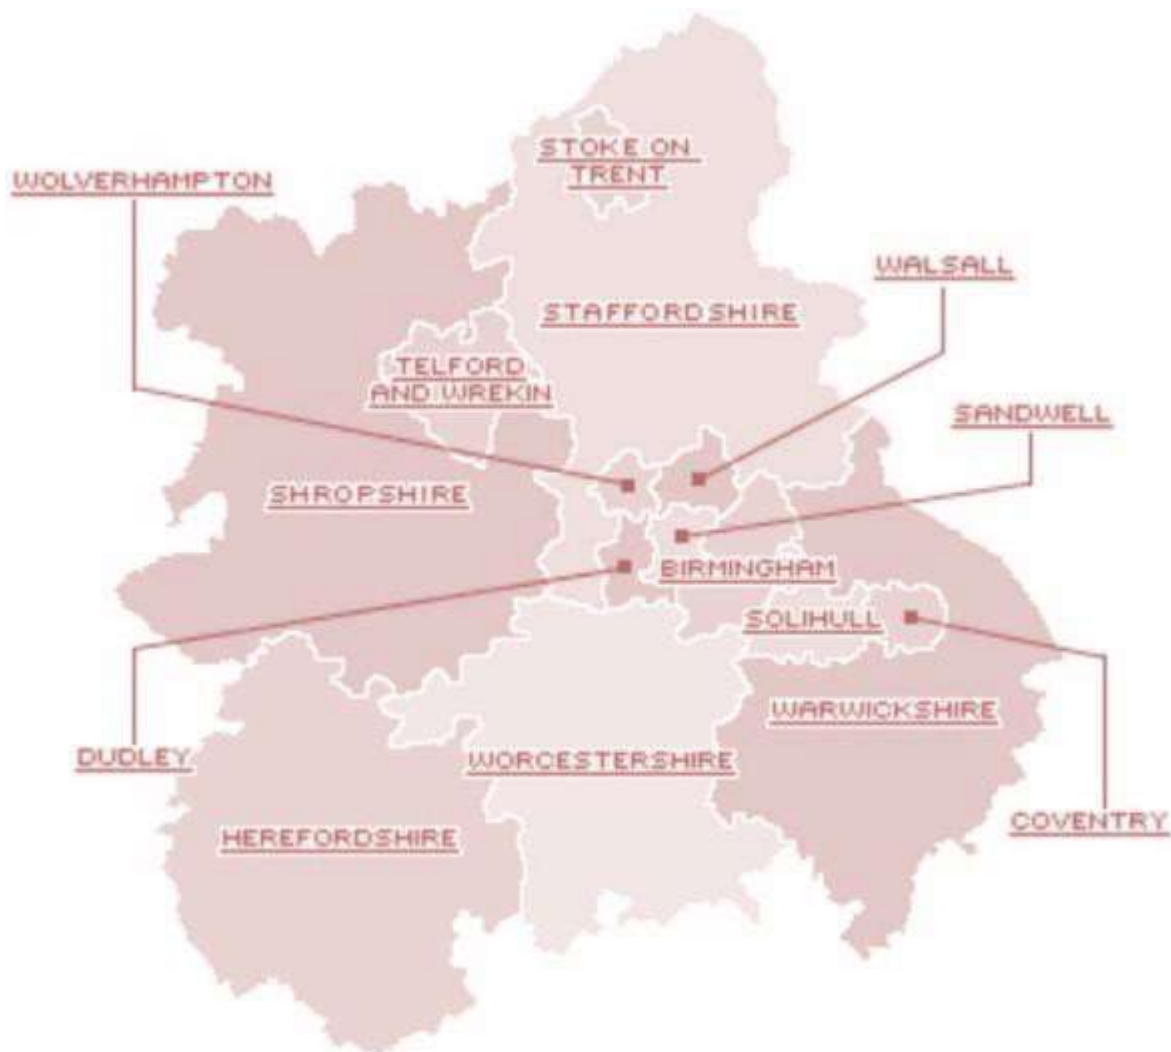 STOKE ON
TRENT
WOLVERHAMPTON
WALSALL
STAFFORDSHIRE
TELFORD
AND WREKIN
SANDWELL
SHROPSHIRE
BIRMINGHAM
SOLIHULL
WARWICKSHIRE
DUDLEY
WORCESTERSHIRE
COVENTRY
HEREFORDSHIRE